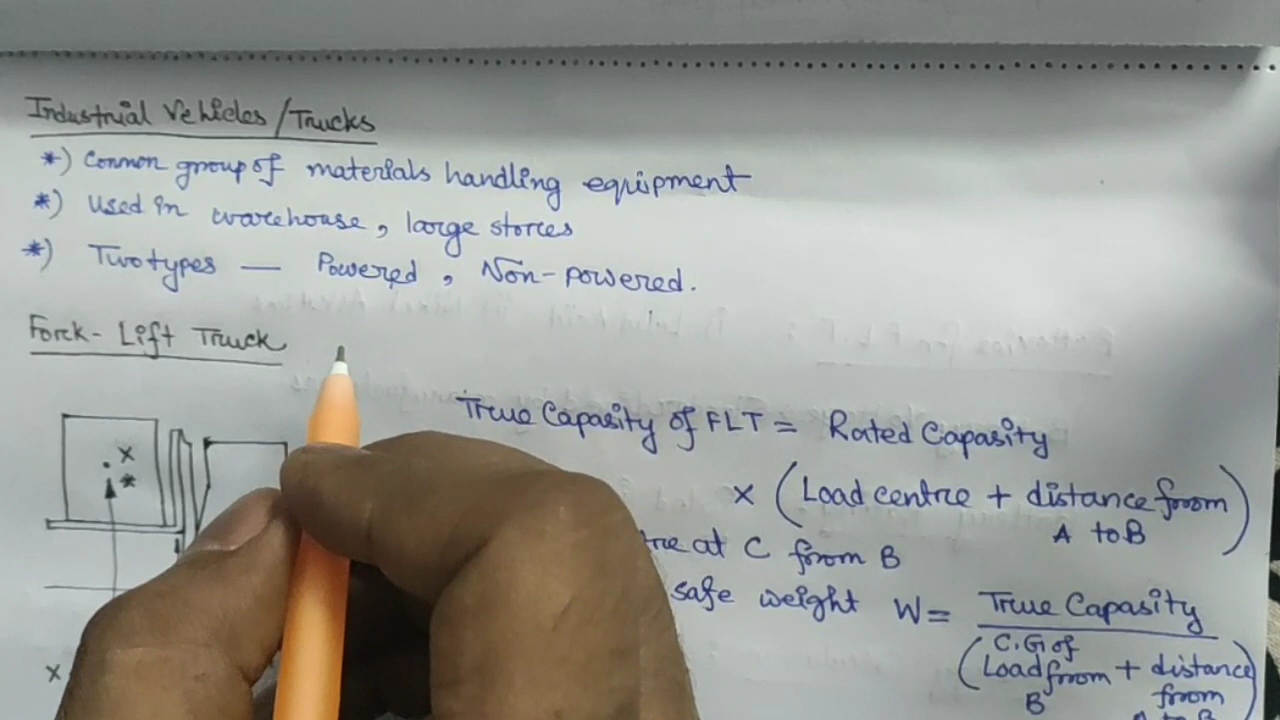 Industrial Vehicles/Trucks
*) Common group of materials handling equipment
*) Used in warehouse, large stores
*) Two types — Powered, Non-powered.
Fork-Lift Truck
True Capasity of FLT = Rated Capasity
× (Load centre + distance from
A to B)
at C from B
safe weight W = True Capasity
(C.G of
Load from + distance
B from
A to B
x
*
x